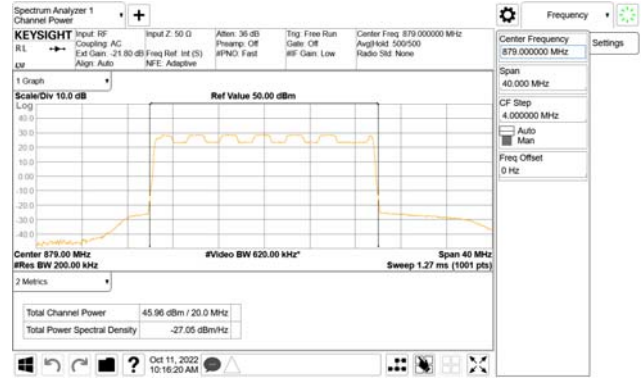 Spectrum Analyzer 1
Channel Power
Frequency
KEYSIGHT
RL
LU
Input: RF
Coupling: AC
Ext Gain: -21.80 dB
Align: Auto
Input Z: 50 Ω
Freq Ref: Int (S)
NFE: Adaptive
Atten: 36 dB
Preamp: Off
#PNO: Fast
Trig: Free Run
Gate: Off
#IF Gain: Low
Center Freq: 879.000000 MHz
Avg|Hold: 500/500
Radio Std: None
Center Frequency
879.000000 MHz
Settings
Span
40.000 MHz
CF Step
4.000000 MHz
Auto
Man
Freq Offset
0 Hz
1 Graph
Scale/Div 10.0 dB
Ref Value 50.00 dBm
Log
40.0
30.0
20.0
10.0
0.00
-10.0
-20.0
-30.0
-40.0
Center 879.00 MHz
#Video BW 620.00 kHz*
Span 40 MHz
#Res BW 200.00 kHz
Sweep 1.27 ms (1001 pts)
2 Metrics
Total Channel Power 45.96 dBm / 20.0 MHz
Total Power Spectral Density -27.05 dBm/Hz
?
Oct 11, 2022
10:16:20 AM